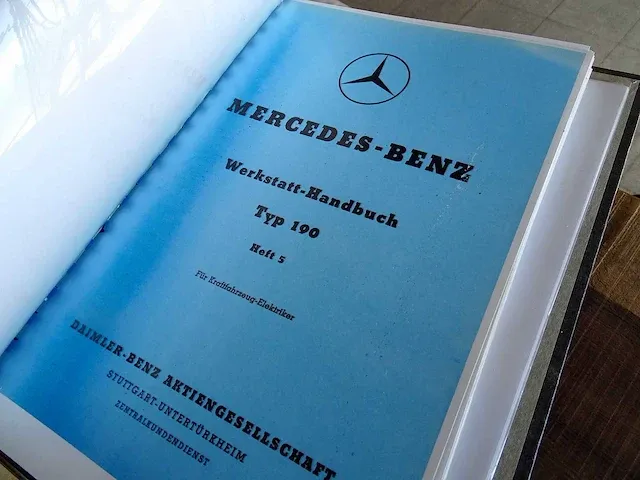 MERCEDES-BENZ
Werkstatt-Handbuch
Typ 190
Heft 5
Für Kraftfahrzeug-Elektriker
DAIMLER-BENZ AKTIENGESELLSCHAFT
STUTTGART-UNTERTÜRKHEIM
ZENTRALKUNDENDIENST